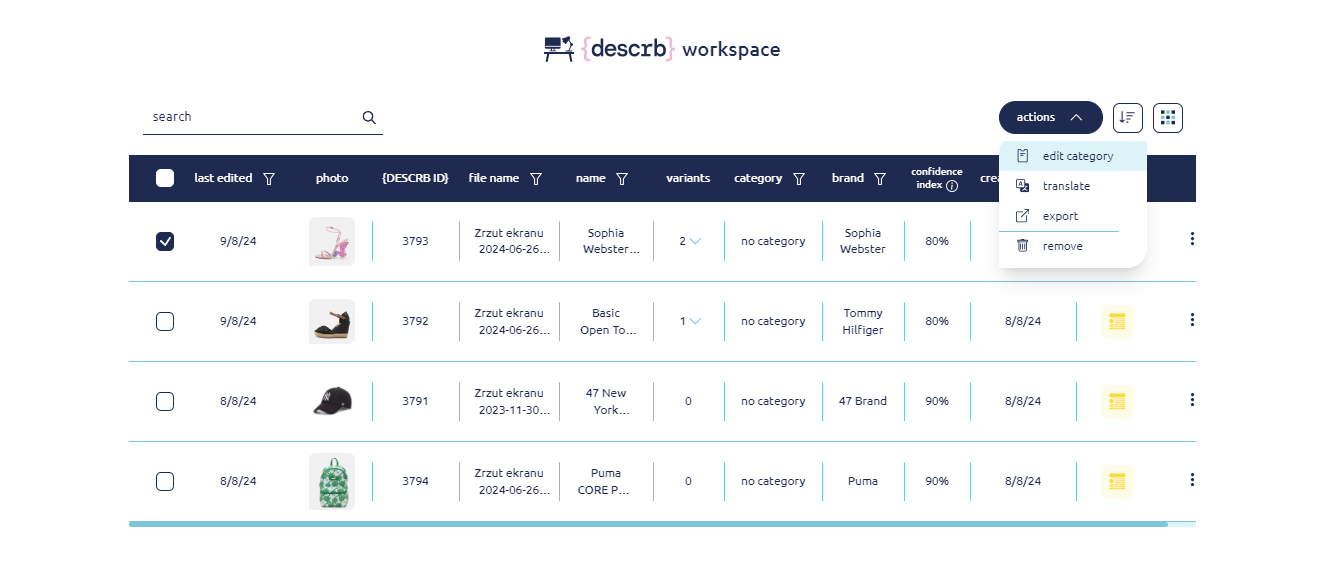 {descrb} workspace
search
actions
edit category
translate
export
remove
last edited photo {DESCRB ID} file name name variants category brand confidence index
9/8/24 3793 Zrzut ekranu 2024-06-26... Sophia Webster... 2 no category Sophia Webster 80%
9/8/24 3792 Zrzut ekranu 2024-06-26... Basic Open To... 1 no category Tommy Hilfiger 80% 8/8/24
8/8/24 3791 Zrzut ekranu 2023-11-30... 47 New York... 0 no category 47 Brand 90% 8/8/24
8/8/24 3794 Zrzut ekranu 2024-06-26... Puma CORE P... 0 no category Puma 90% 8/8/24